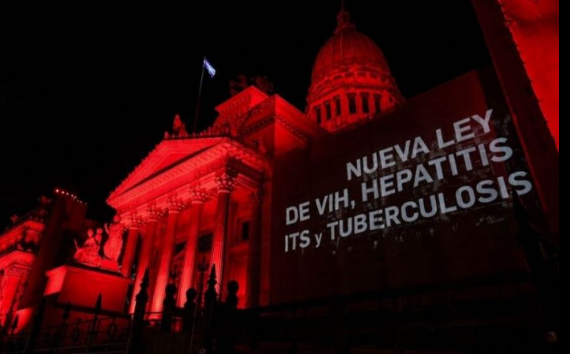 NUEVA LEY
DE VIH, HEPATITIS
ITS y TUBERCULOSIS